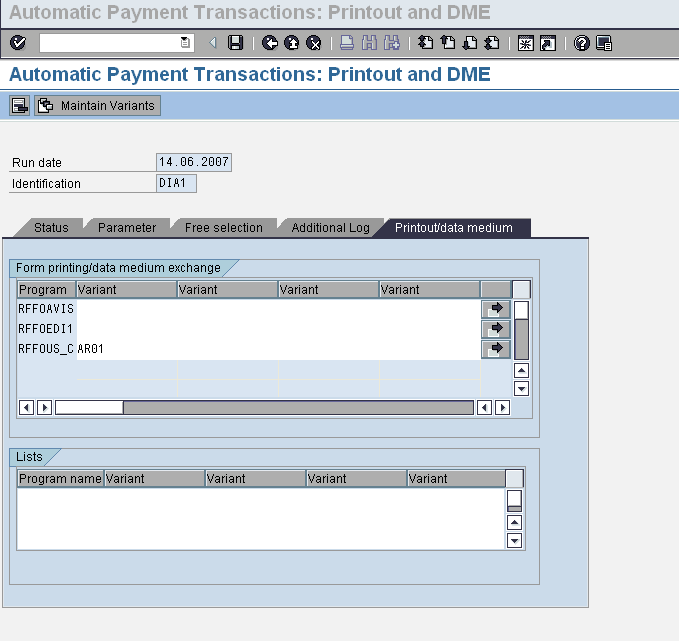 Automatic Payment Transactions: Printout and DME
Automatic Payment Transactions: Printout and DME
Maintain Variants
Run date 14.06.2007
Identification DIA1
Status Parameter Free selection Additional Log Printout/data medium
Form printing/data medium exchange
Program Variant Variant Variant Variant
RFFOAVIS
RFFOEDI1
RFFOUS_C AR01
Lists
Program name Variant Variant Variant Variant